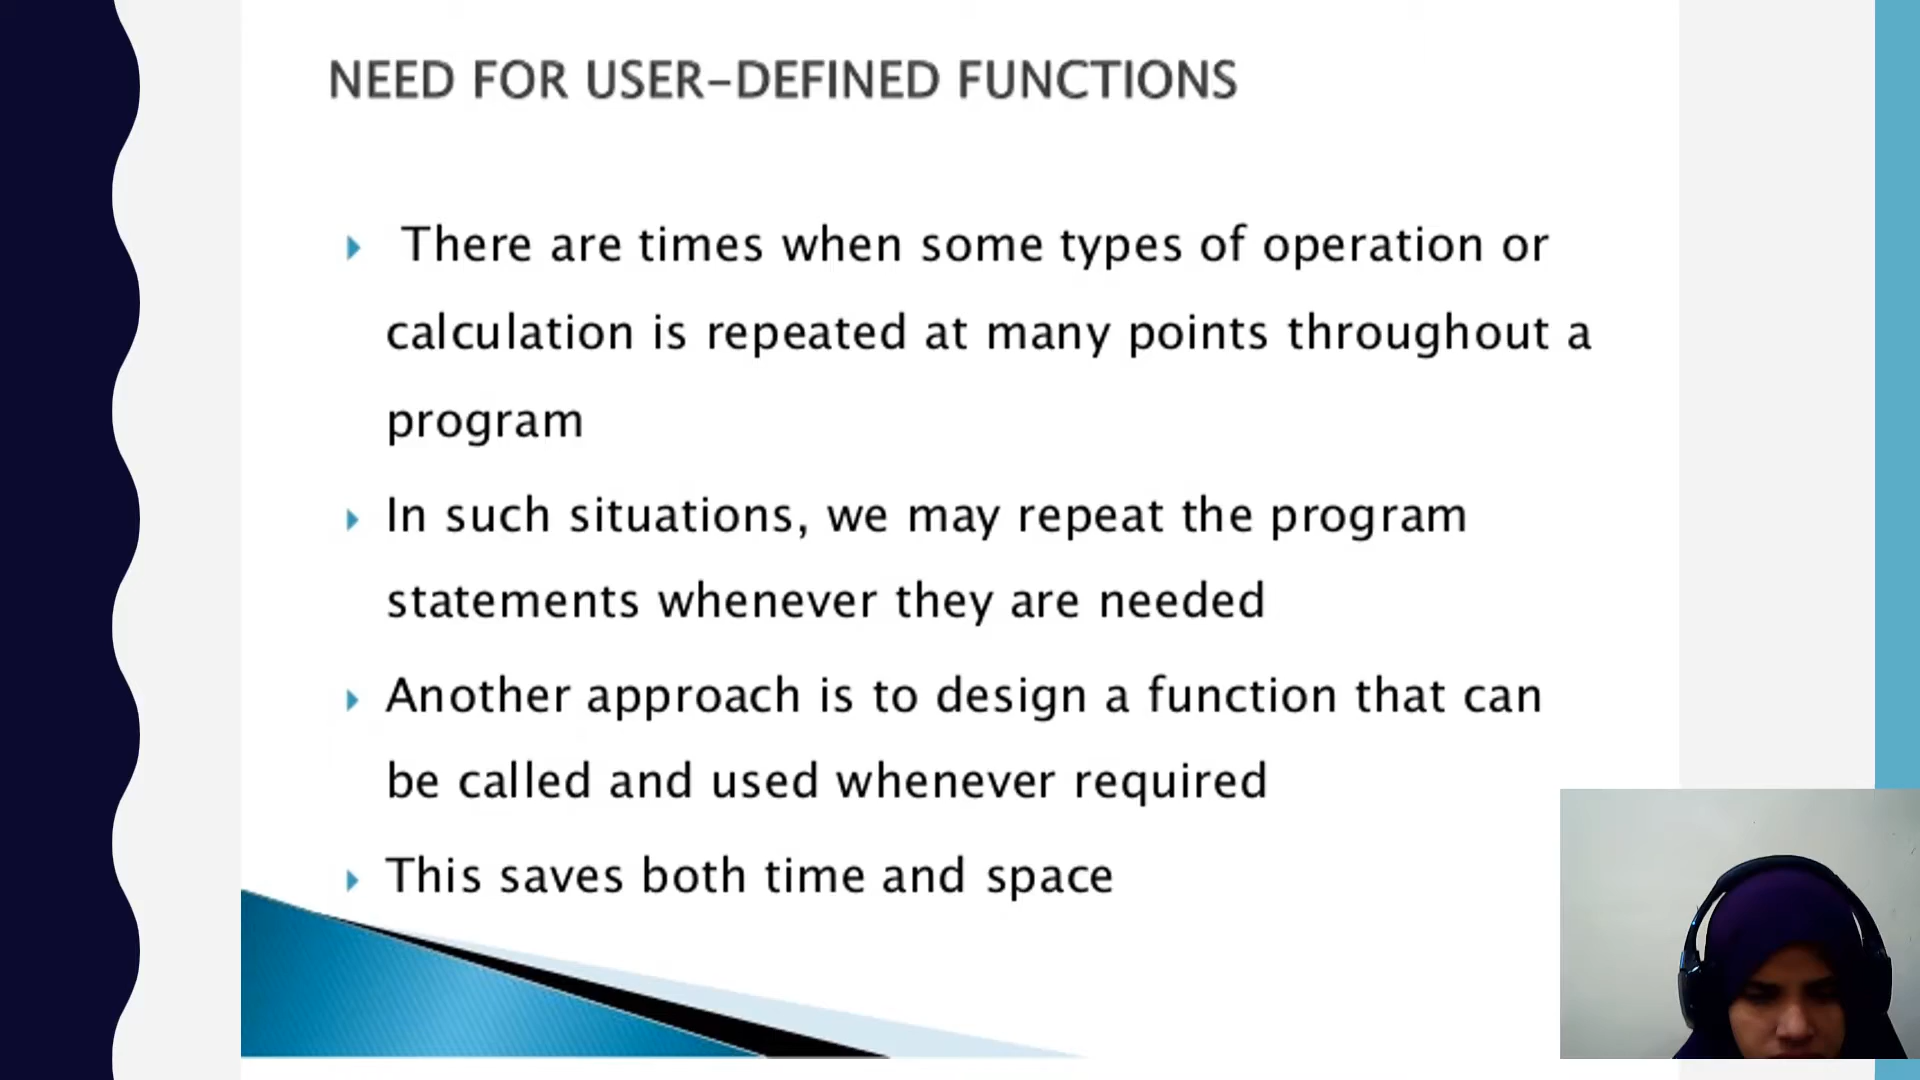 NEED FOR USER-DEFINED FUNCTIONS
There are times when some types of operation or
calculation is repeated at many points throughout a
program
In such situations, we may repeat the program
statements whenever they are needed
Another approach is to design a function that can
be called and used whenever required
This saves both time and space